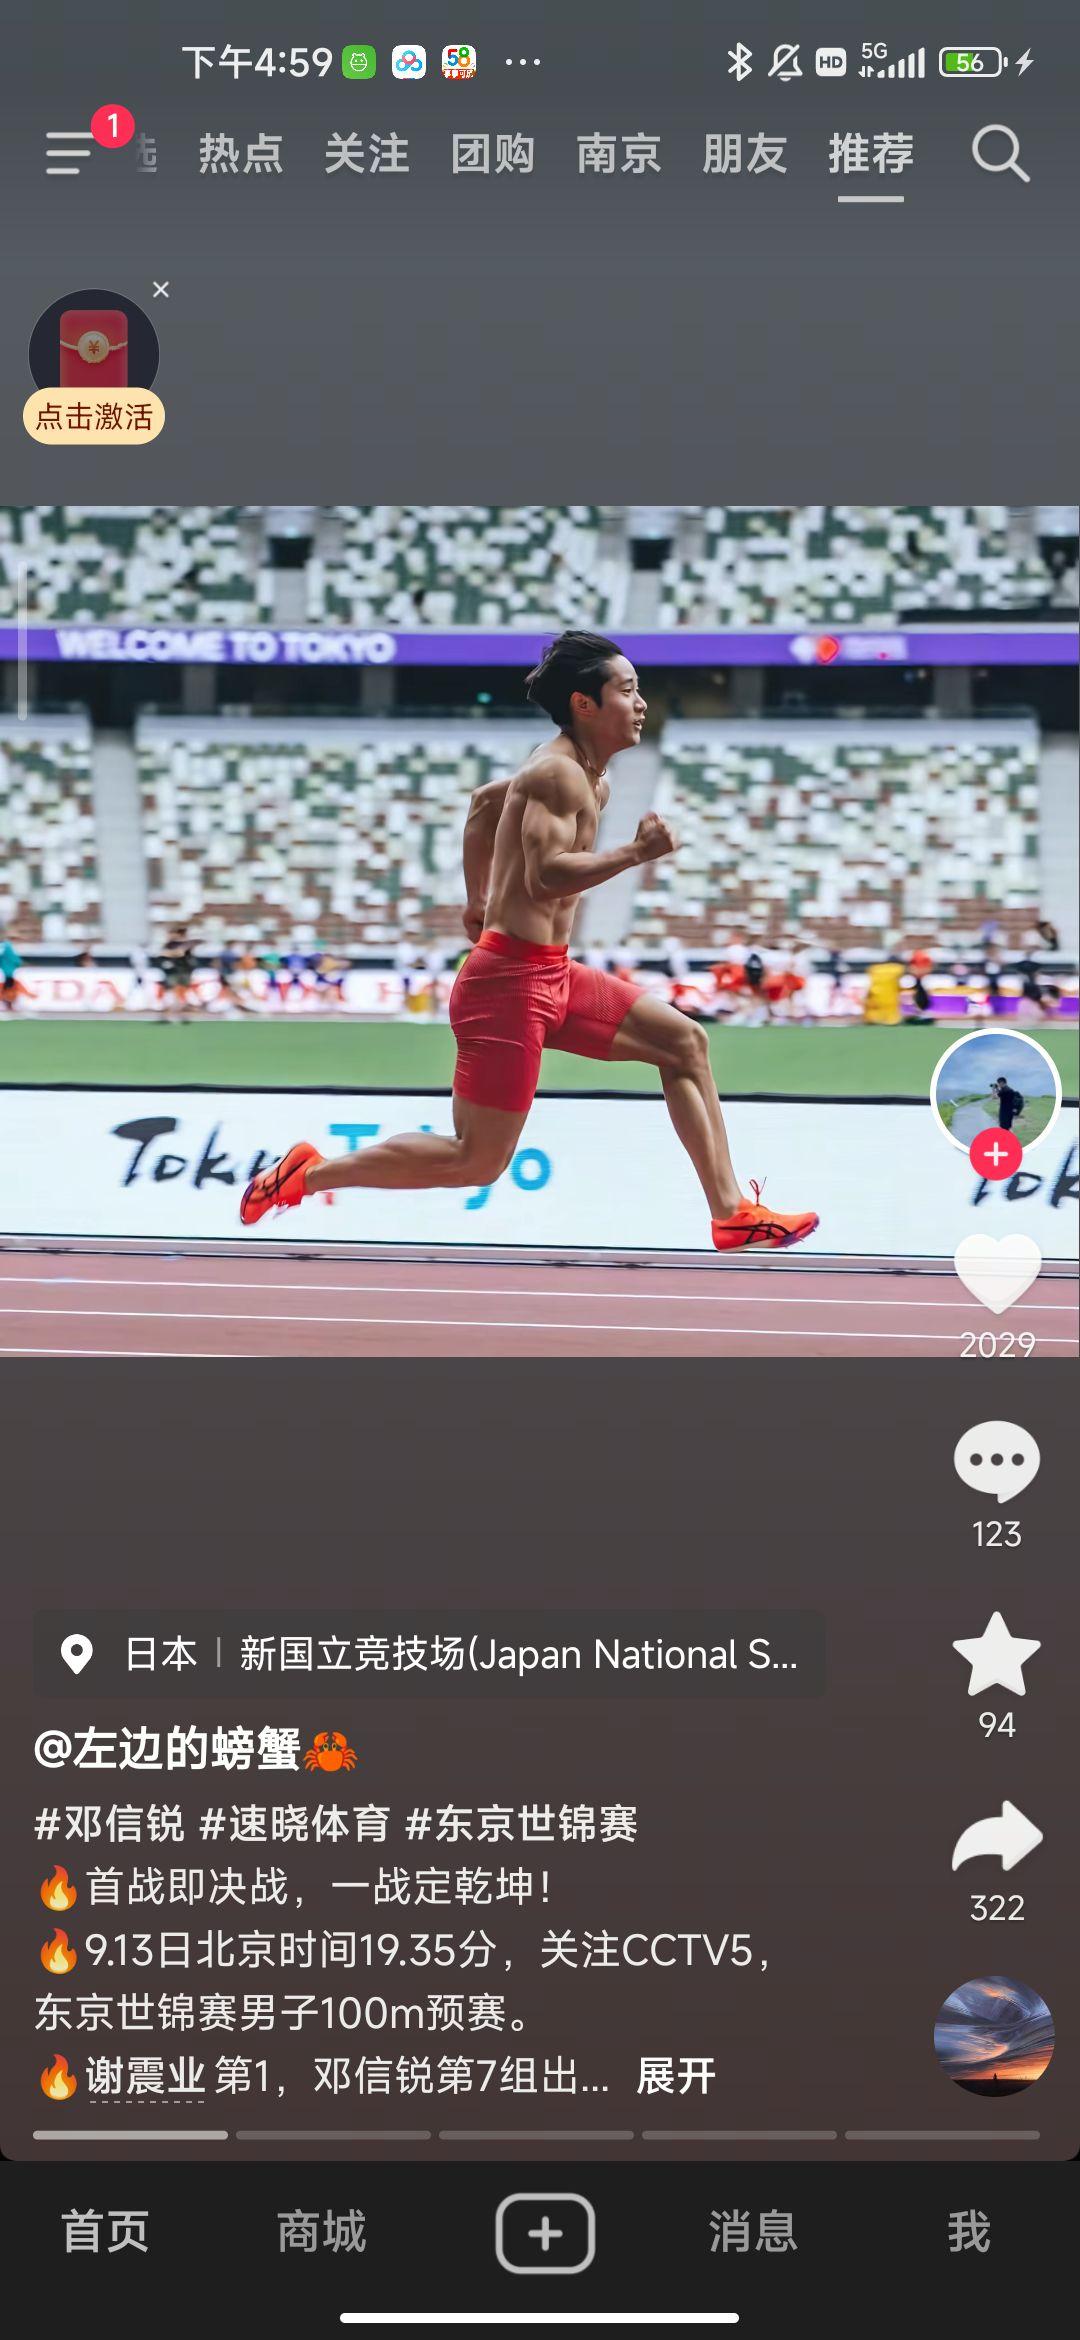 下午4:59
58
HD
5G
56
1
热点 关注 团购 南京 朋友 推荐
点击激活
WELCOME TO TOKYO
HONDA
Tokyo
Tok
2029
123
日本 | 新国立竞技场(Japan National S...
94
@左边的螃蟹🦀
#邓信锐 #速晓体育 #东京世锦赛
🔥首战即决战，一战定乾坤！
🔥9.13日北京时间19.35分，关注CCTV5，
东京世锦赛男子100m预赛。
322
🔥谢震业 第1，邓信锐第7组出... 展开
首页 商城 消息 我